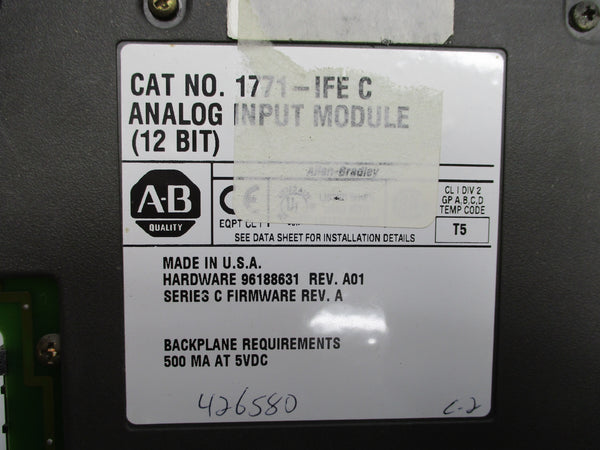 CAT NO. 1771-IFE C
ANALOG INPUT MODULE
(12 BIT)
Allen-Bradley
A-B
QUALITY
CE
CL I DIV 2
GP A,B,C,D
TEMP CODE
T5
SEE DATA SHEET FOR INSTALLATION DETAILS
MADE IN U.S.A.
HARDWARE 96188631 REV. A01
SERIES C FIRMWARE REV. A
BACKPLANE REQUIREMENTS
500 MA AT 5VDC
426580
C-2